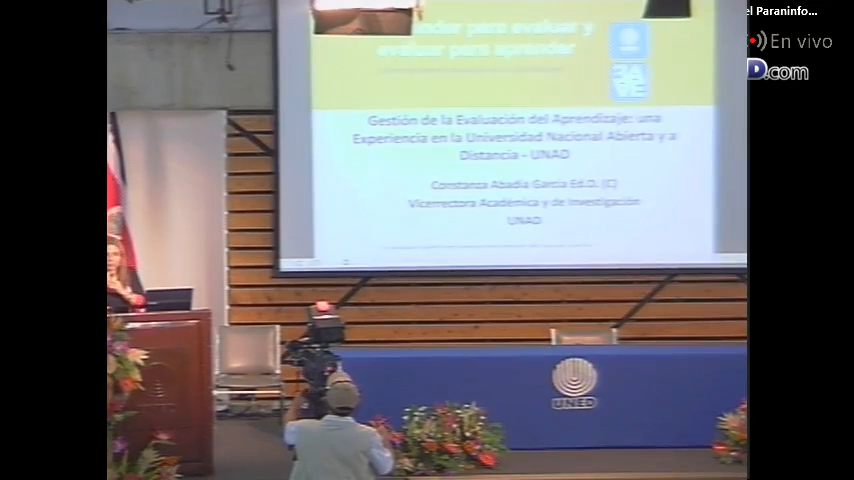 el Paraninfo...
En vivo
D.com
nder para evaluar y
evaluar para aprender
Gestión de la Evaluación del Aprendizaje: una
Experiencia en la Universidad Nacional Abierta y a
Distancia - UNAD
Constanza Abadía García Ed.D. (C)
Vicerrectora Académica y de Investigación
UNAD
UNED